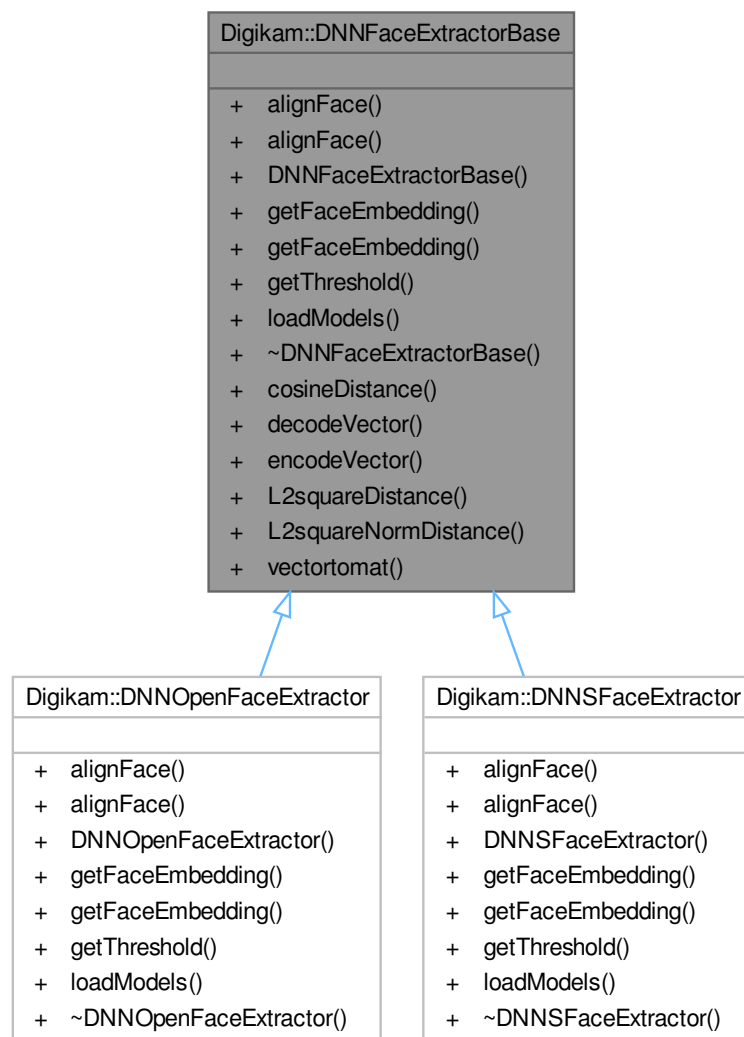 Digikam::DNNFaceExtractorBase
+ alignFace()
+ alignFace()
+ DNNFaceExtractorBase()
+ getFaceEmbedding()
+ getFaceEmbedding()
+ getThreshold()
+ loadModels()
+ ~DNNFaceExtractorBase()
+ cosineDistance()
+ decodeVector()
+ encodeVector()
+ L2squareDistance()
+ L2squareNormDistance()
+ vectortomat()
Digikam::DNNOpenFaceExtractor
+ alignFace()
+ alignFace()
+ DNNOpenFaceExtractor()
+ getFaceEmbedding()
+ getFaceEmbedding()
+ getThreshold()
+ loadModels()
+ ~DNNOpenFaceExtractor()
Digikam::DNNSFaceExtractor
+ alignFace()
+ alignFace()
+ DNNSFaceExtractor()
+ getFaceEmbedding()
+ getFaceEmbedding()
+ getThreshold()
+ loadModels()
+ ~DNNSFaceExtractor()